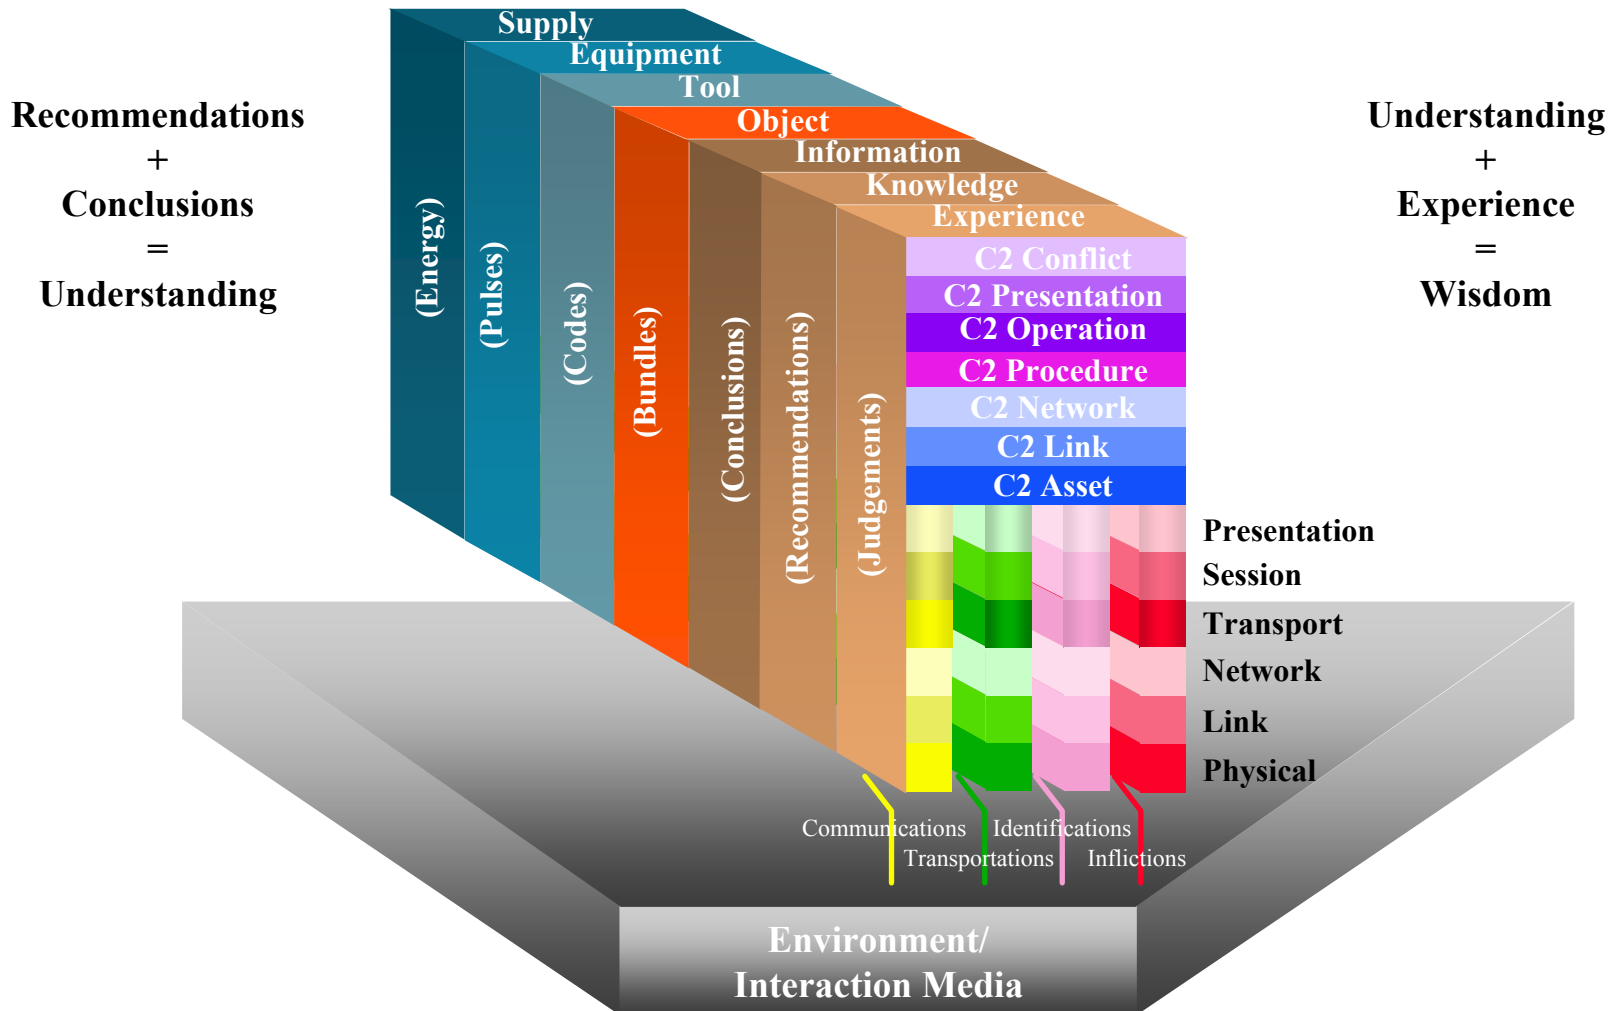 Supply
Equipment
Tool
Object
Information
Knowledge
Experience
Recommendations
+
Conclusions
=
Understanding
Understanding
+
Experience
=
Wisdom
(Energy)
(Pulses)
(Codes)
(Bundles)
(Conclusions)
(Recommendations)
(Judgements)
C2 Conflict
C2 Presentation
C2 Operation
C2 Procedure
C2 Network
C2 Link
C2 Asset
Presentation
Session
Transport
Network
Link
Physical
Communications
Identifications
Transportations
Inflictions
Environment/
Interaction Media